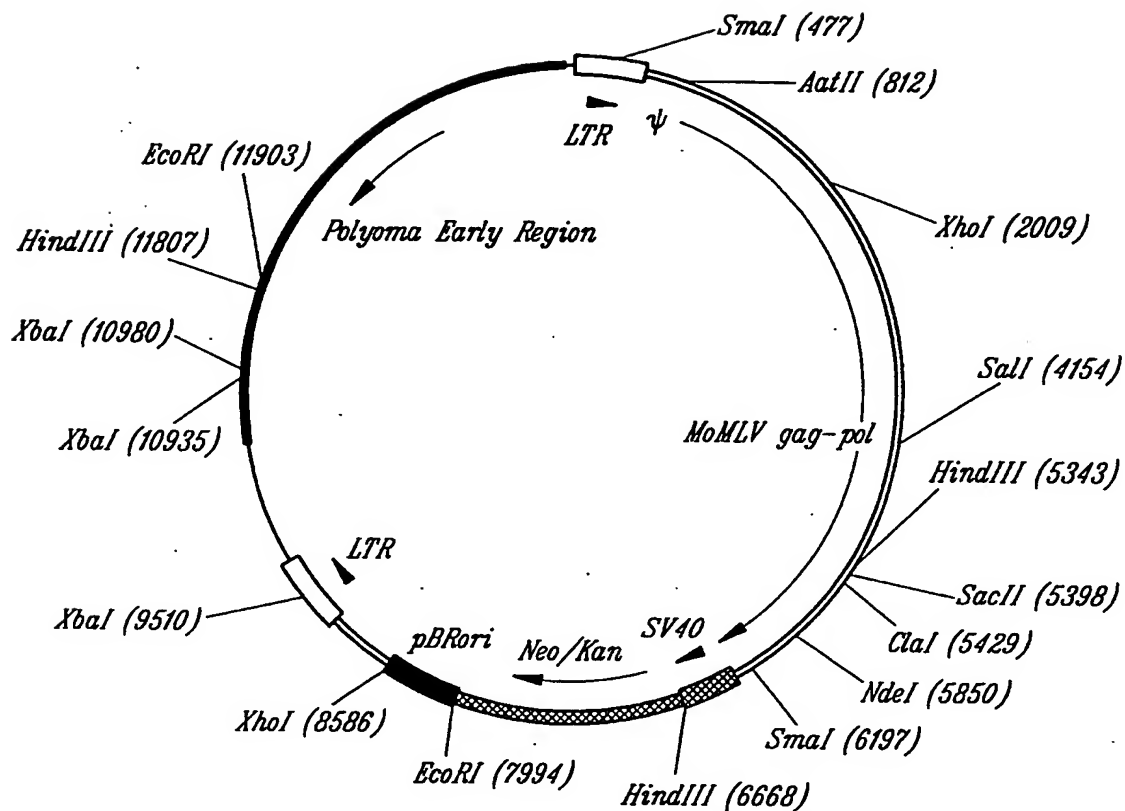 SmaI (477)
AatII (812)
LTR
ψ
EcoRI (11903)
Polyoma Early Region
XhoI (2009)
HindIII (11807)
XbaI (10980)
SalI (4154)
XbaI (10935)
MoMLV gag-pol
HindIII (5343)
LTR
SacII (5398)
XbaI (9510)
pBRori
Neo/Kan
SV40
ClaI (5429)
NdeI (5850)
XhoI (8586)
SmaI (6197)
EcoRI (7994)
HindIII (6668)